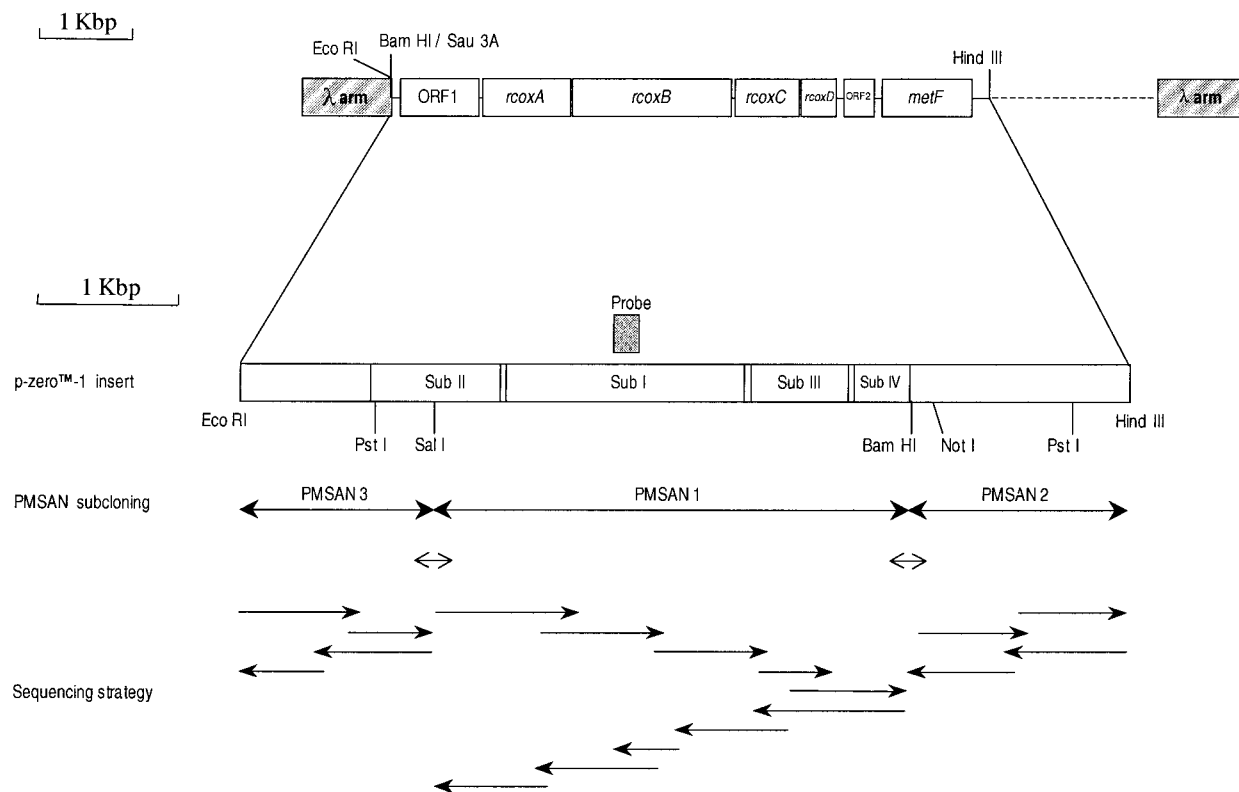 1 Kbp
Eco RI
Bam HI / Sau 3A
Hind III
λ arm
ORF1
rcoxA
rcoxB
rcoxC
rcoxD
ORF2
metF
λ arm
1 Kbp
Probe
p-zero™-1 insert
Sub II
Sub I
Sub III
Sub IV
Eco RI
Pst I
Sal I
Bam HI
Not I
Pst I
Hind III
PMSAN subcloning
PMSAN 3
PMSAN 1
PMSAN 2
Sequencing strategy